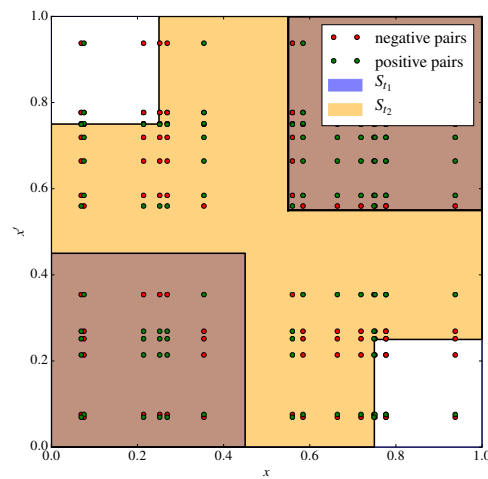 1.0
negative pairs
positive pairs
S_{t_1}
S_{t_2}
0.8
0.6
x'
0.4
0.2
0.0
0.0 0.2 0.4 0.6 0.8 1.0
x